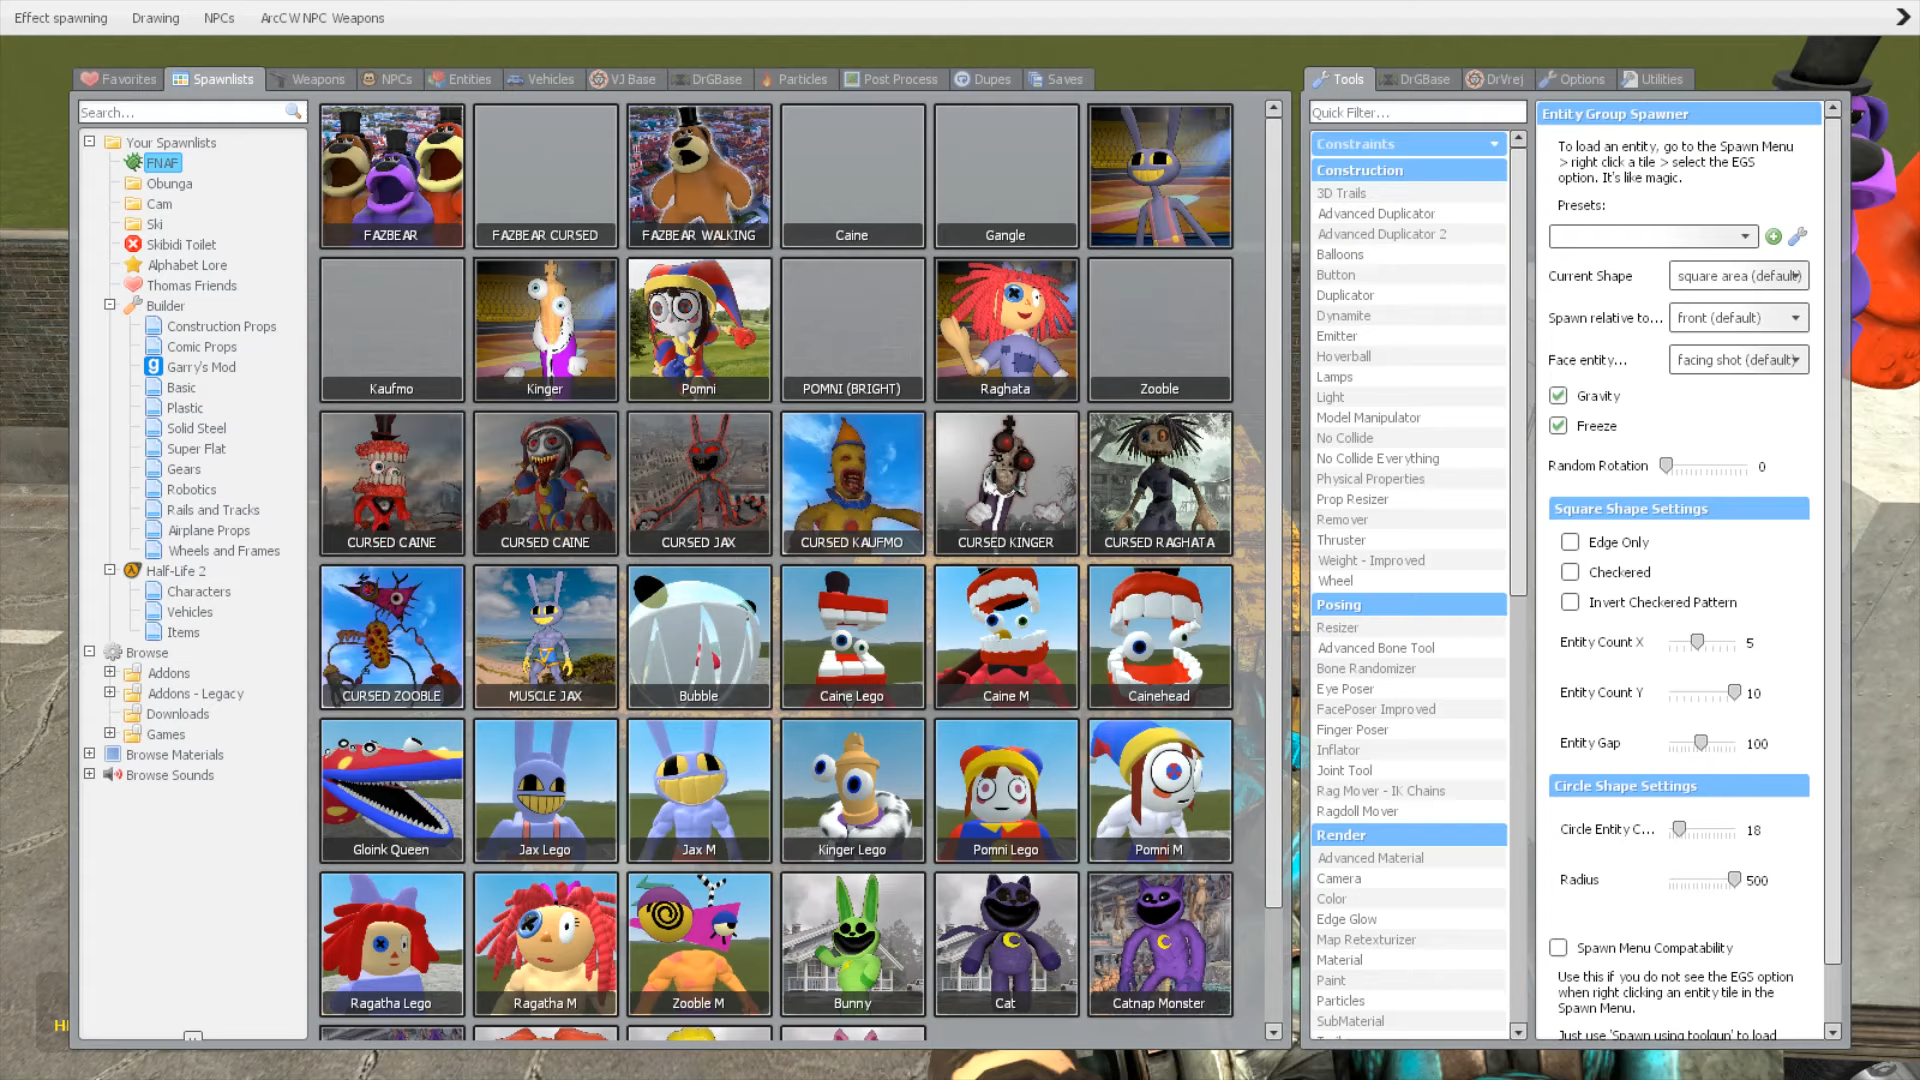 Effect spawning
Drawing
NPCs
ArcCW NPC Weapons
Favorites
Spawnlists
Weapons
NPCs
Entities
Vehicles
VJ Base
DrGBase
Particles
Post Process
Dupes
Saves
Tools
DrGBase
DrVrej
Options
Utilities
Search...
Your Spawnlists
FNAF
Obunga
Cam
Ski
Skibidi Toilet
Alphabet Lore
Thomas Friends
Builder
Construction Props
Comic Props
Garry's Mod
Basic
Plastic
Solid Steel
Super Flat
Gears
Robotics
Rails and Tracks
Airplane Props
Wheels and Frames
Half-Life 2
Characters
Vehicles
Items
Browse
Addons
Addons - Legacy
Downloads
Games
Browse Materials
Browse Sounds
FAZBEAR
FAZBEAR CURSED
FAZBEAR WALKING
Caine
Gangle
Kaufmo
Kinger
Pomni
POMNI (BRIGHT)
Raghata
Zooble
CURSED CAINE
CURSED CAINE
CURSED JAX
CURSED KAUFMO
CURSED KINGER
CURSED RAGHATA
CURSED ZOOBLE
MUSCLE JAX
Bubble
Caine Lego
Caine M
Cainehead
Gloink Queen
Jax Lego
Jax M
Kinger Lego
Pomni Lego
Pomni M
Ragatha Lego
Ragatha M
Zooble M
Bunny
Cat
Catnap Monster
Quick Filter...
Constraints
Construction
3D Trails
Advanced Duplicator
Advanced Duplicator 2
Balloons
Button
Duplicator
Dynamite
Emitter
Hoverball
Lamps
Light
Model Manipulator
No Collide
No Collide Everything
Physical Properties
Prop Resizer
Remover
Thruster
Weight - Improved
Wheel
Posing
Resizer
Advanced Bone Tool
Bone Randomizer
Eye Poser
FacePoser Improved
Finger Poser
Inflator
Joint Tool
Rag Mover - IK Chains
Ragdoll Mover
Render
Advanced Material
Camera
Color
Edge Glow
Map Retexturizer
Material
Paint
Particles
SubMaterial
Entity Group Spawner
To load an entity, go to the Spawn Menu
> right click a tile > select the EGS
option. It's like magic.
Presets:
Current Shape
square area (default)
Spawn relative to...
front (default)
Face entity...
facing shot (default)
Gravity
Freeze
Random Rotation
0
Square Shape Settings
Edge Only
Checkered
Invert Checkered Pattern
Entity Count X
5
Entity Count Y
10
Entity Gap
100
Circle Shape Settings
Circle Entity C...
18
Radius
500
Spawn Menu Compatability
Use this if you do not see the EGS option
when right clicking an entity tile in the
Spawn Menu.
Just use 'Spawn using toolgun' to load